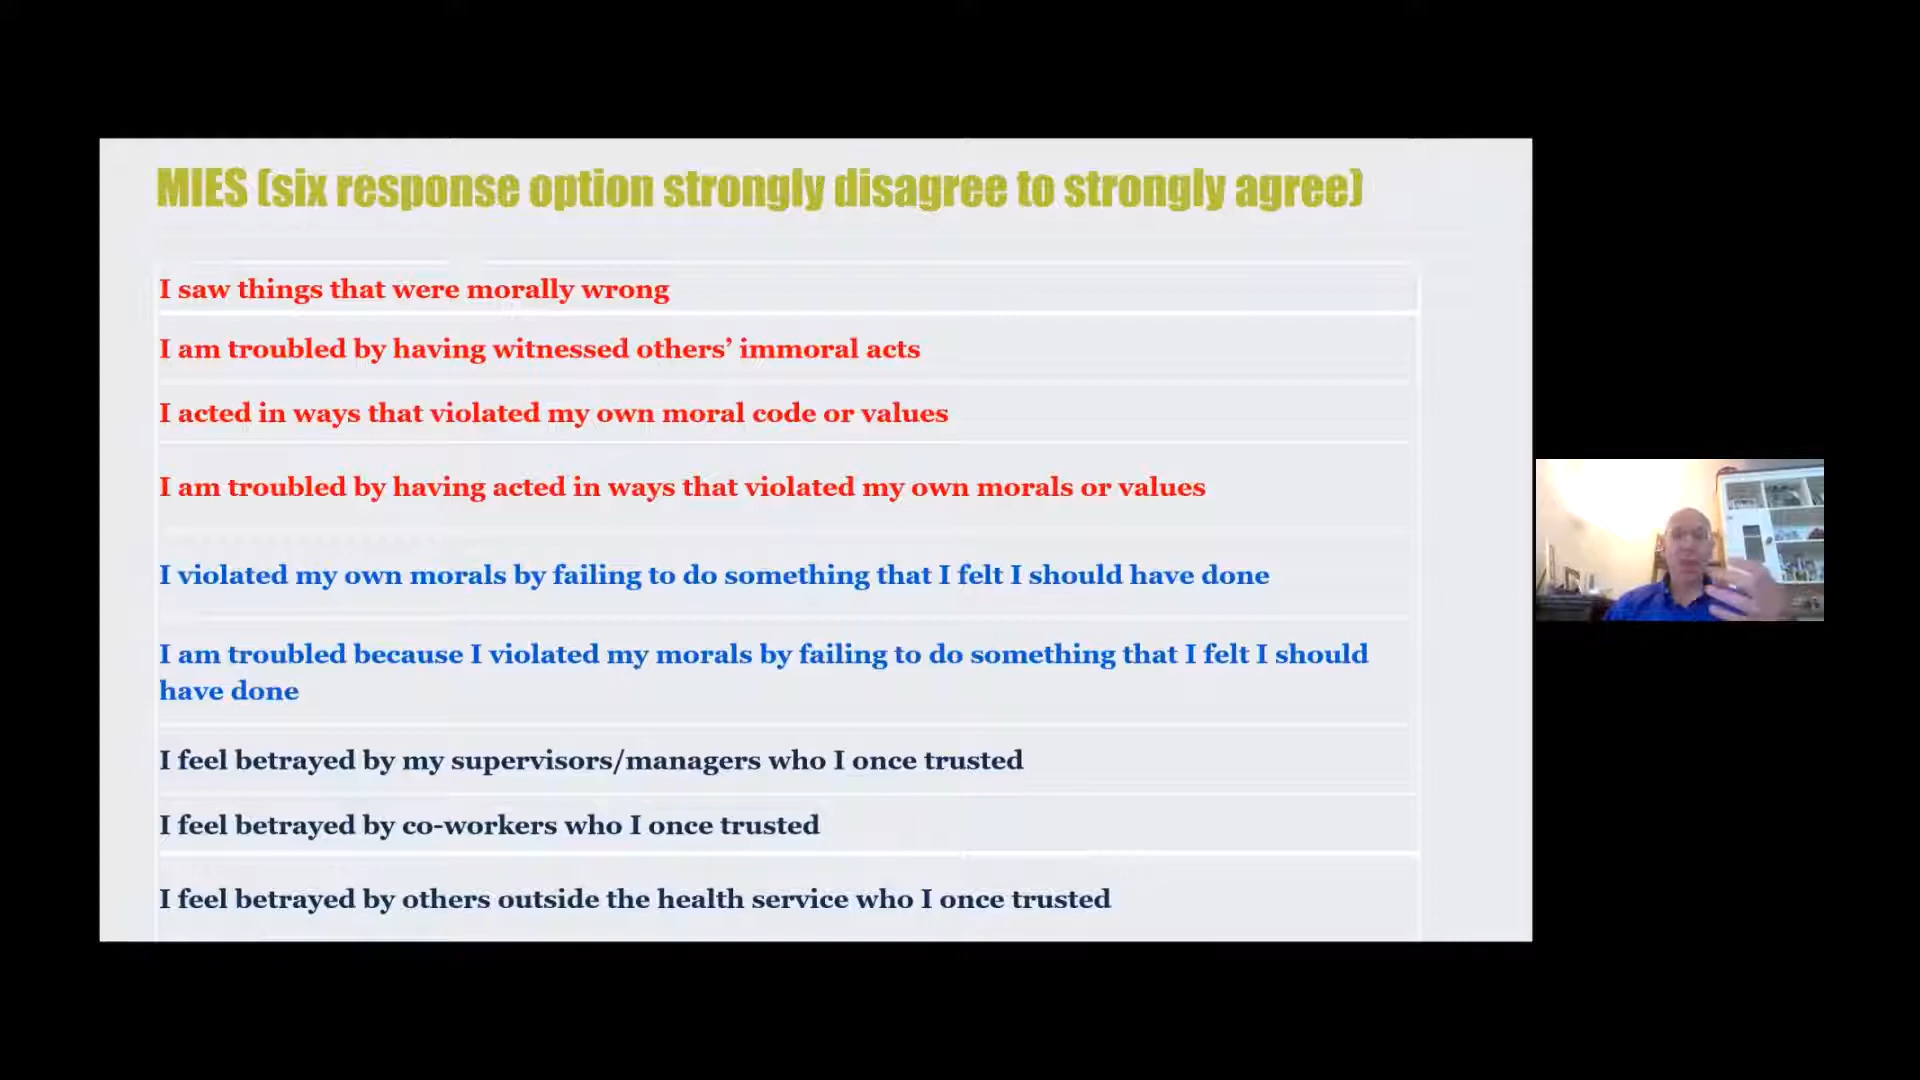 MIES (six response option strongly disagree to strongly agree)
I saw things that were morally wrong
I am troubled by having witnessed others’ immoral acts
I acted in ways that violated my own moral code or values
I am troubled by having acted in ways that violated my own morals or values
I violated my own morals by failing to do something that I felt I should have done
I am troubled because I violated my morals by failing to do something that I felt I should
have done
I feel betrayed by my supervisors/managers who I once trusted
I feel betrayed by co-workers who I once trusted
I feel betrayed by others outside the health service who I once trusted